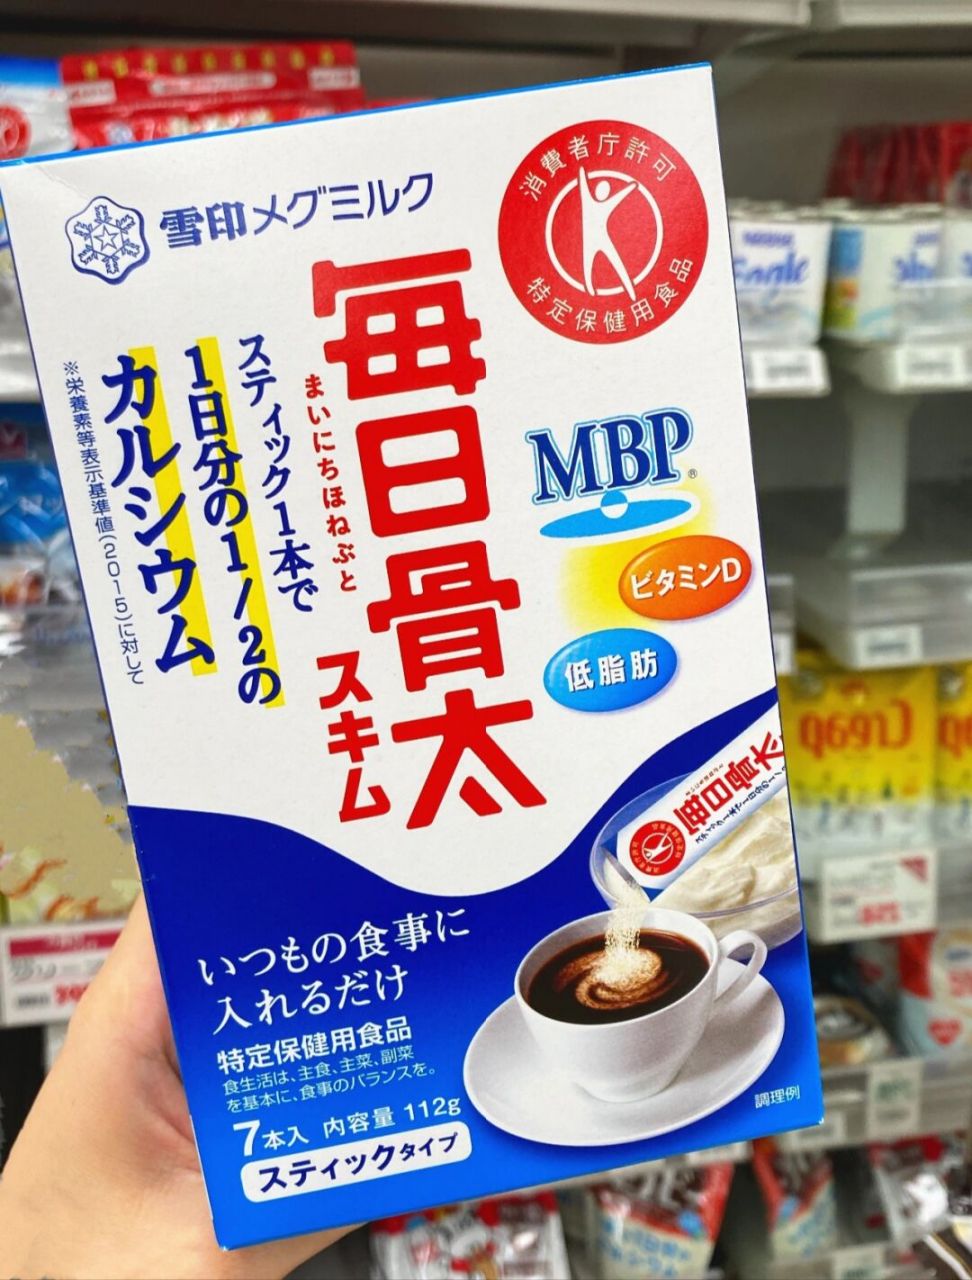 雪印メグミルク
消費者庁許可
特定保健用食品
毎日骨太
まいにちほねぶと
スキム
スティック1本で
1日分の1/2の
カルシウム
※栄養素等表示基準値(2015)に対して
MBP®
ビタミンD
低脂肪
毎日骨太
いつもの食事に
入れるだけ
特定保健用食品
食生活は、主食、主菜、副菜
を基本に、食事のバランスを。
7本入 内容量 112g
スティックタイプ
調理例
Eagle
Creap